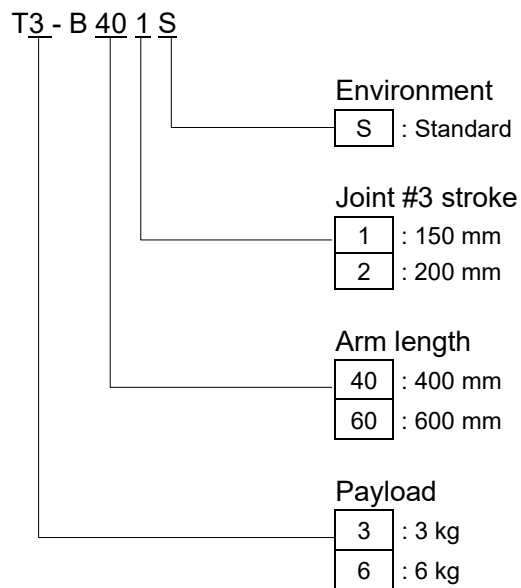 T3 - B 40 1 S
Environment
S : Standard
Joint #3 stroke
1 : 150 mm
2 : 200 mm
Arm length
40 : 400 mm
60 : 600 mm
Payload
3 : 3 kg
6 : 6 kg